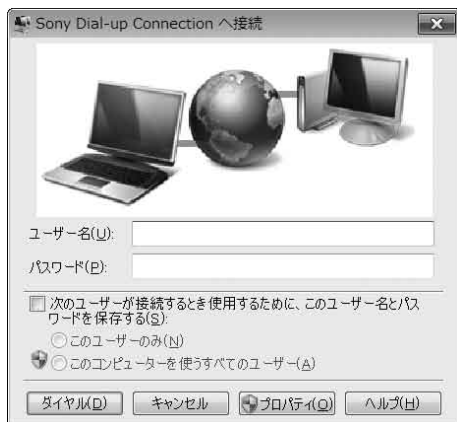 Sony Dial-up Connection へ接続
ユーザー名(U):
パスワード(P):
次のユーザーが接続するとき使用するために、このユーザー名とパス
ワードを保存する(S):
このユーザーのみ(N)
このコンピューターを使うすべてのユーザー(A)
ダイヤル(D) キャンセル プロパティ(O) ヘルプ(H)